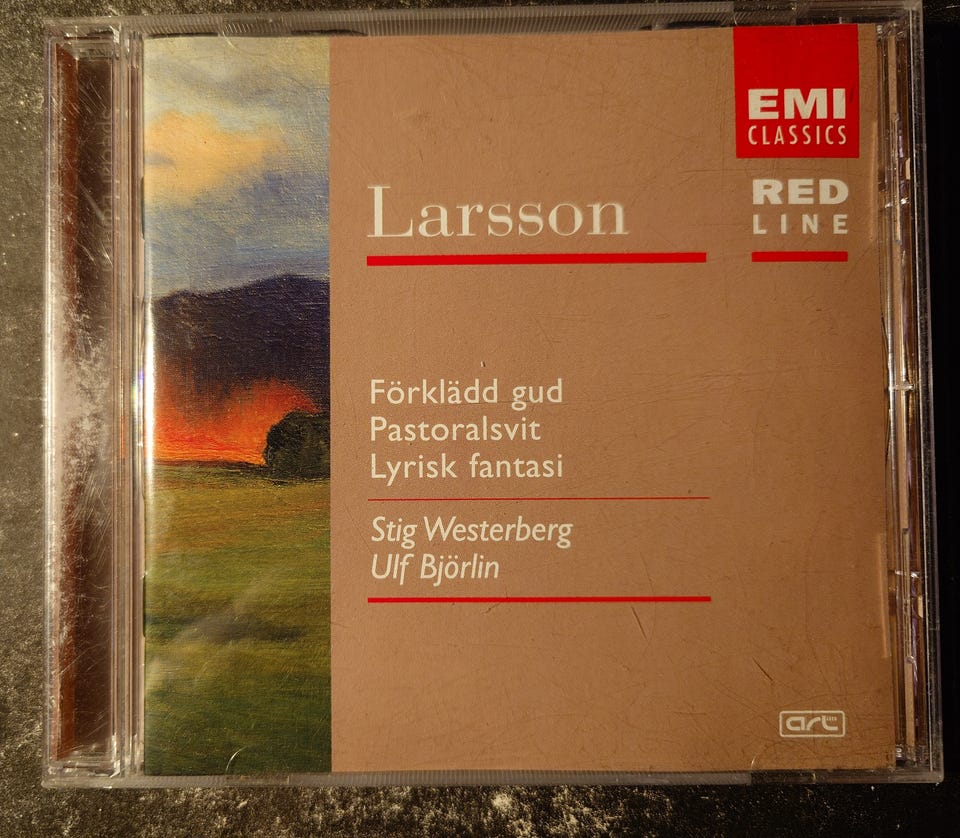 EMI
CLASSICS
RED
LINE
Larsson
Förklädd gud
Pastoralsvit
Lyrisk fantasi
Stig Westerberg
Ulf Björlin
art